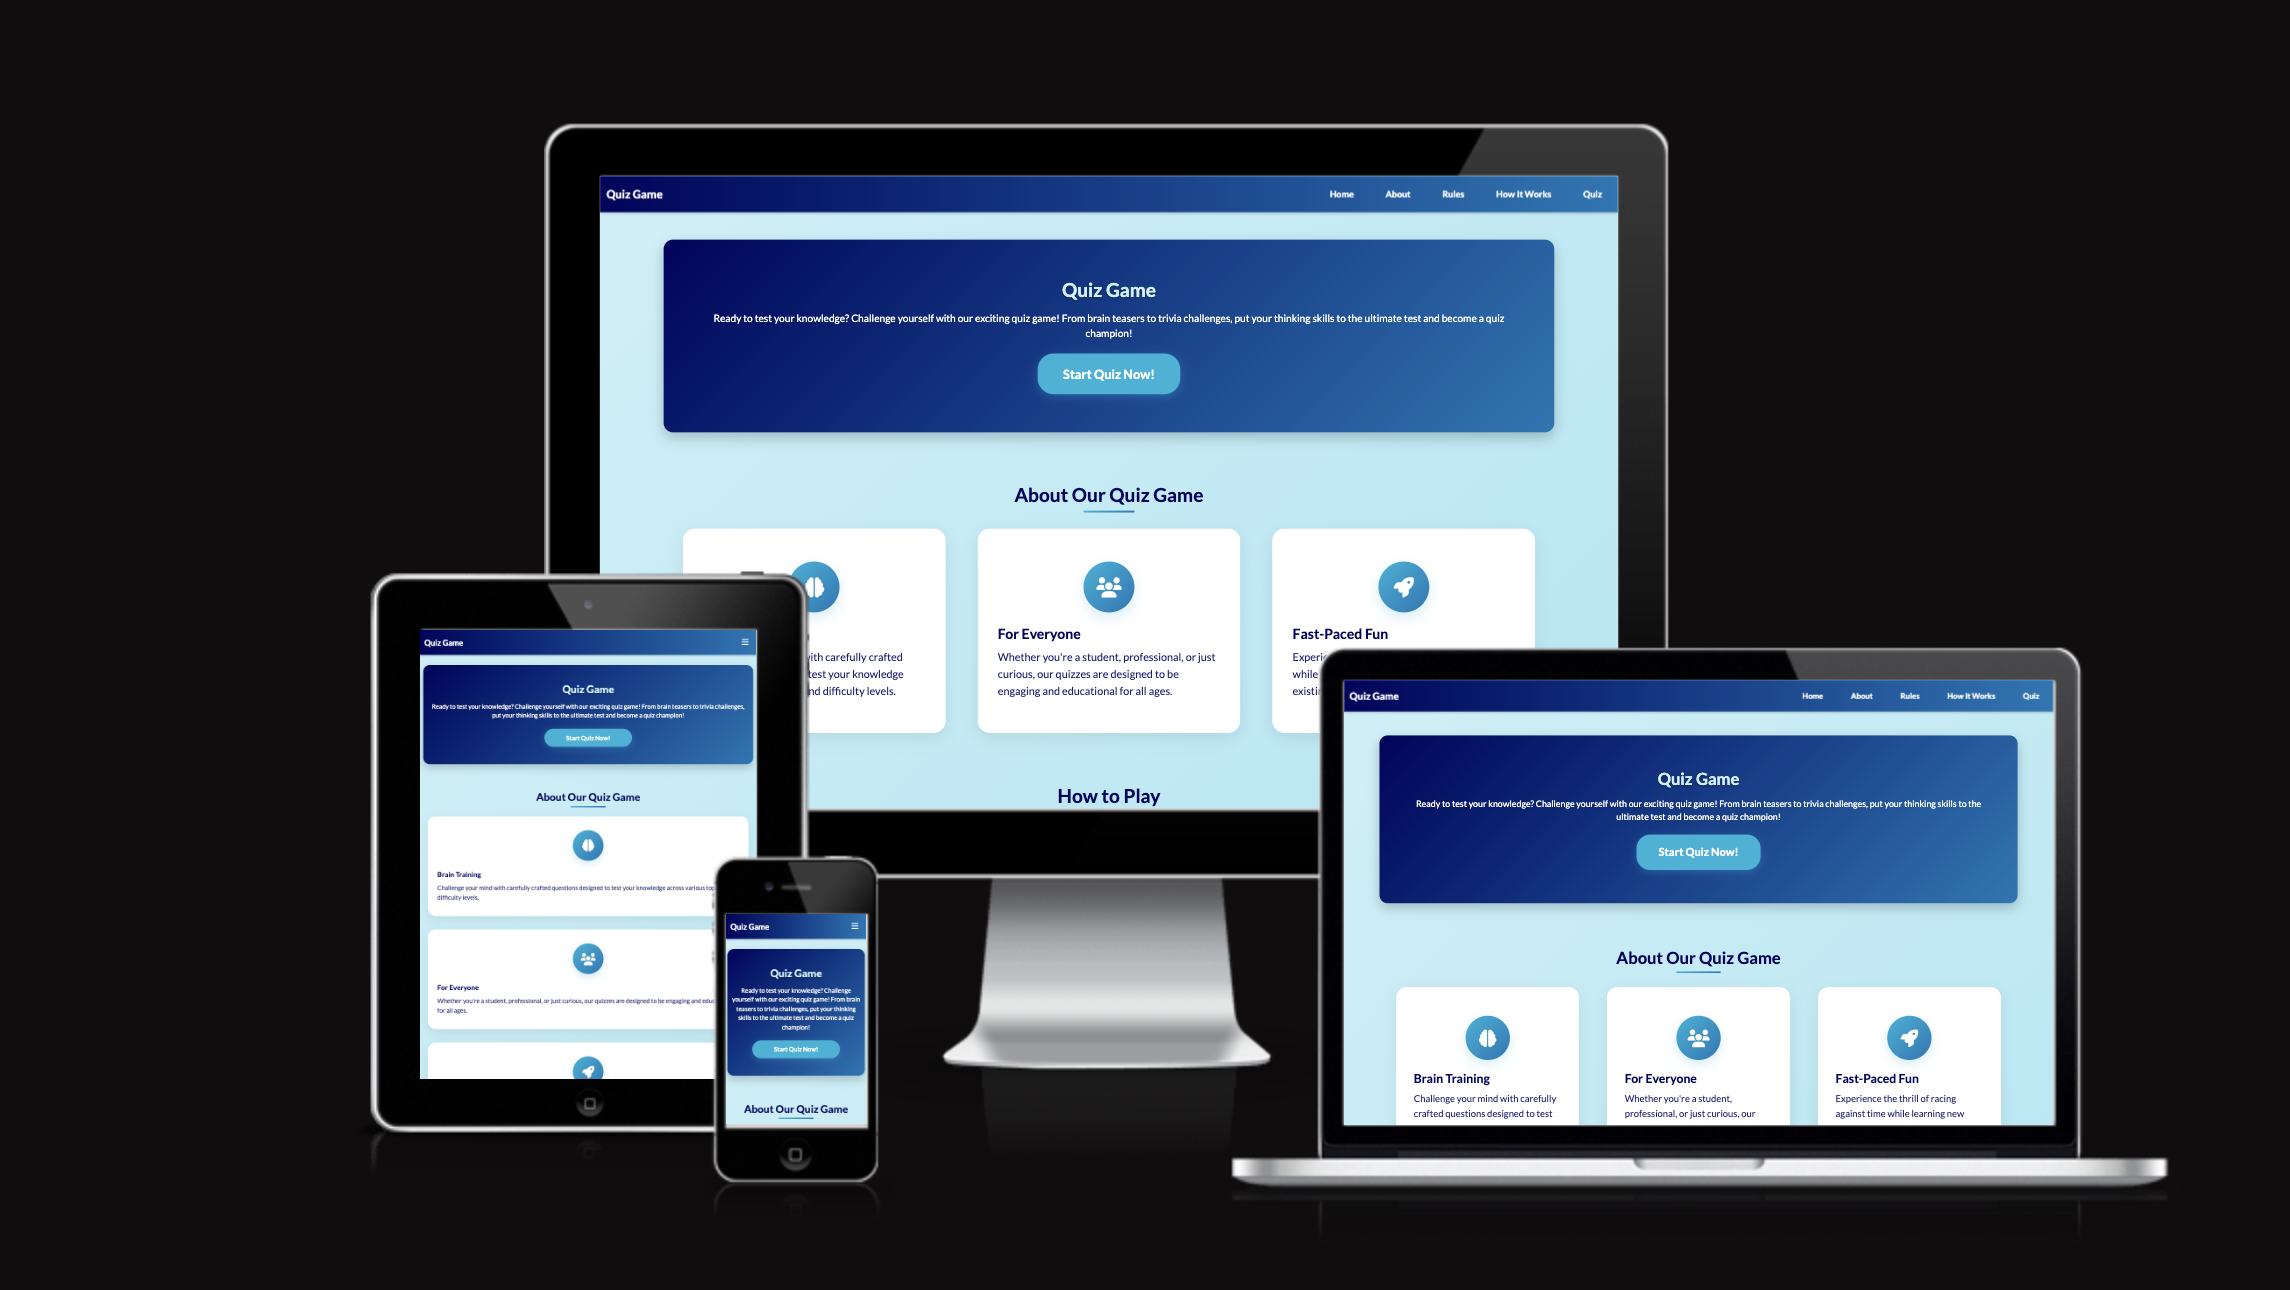 Quiz Game
Home About Rules How It Works Quiz
Quiz Game
Ready to test your knowledge? Challenge yourself with our exciting quiz game! From brain teasers to trivia challenges, put your thinking skills to the ultimate test and become a quiz
champion!
Start Quiz Now!
About Our Quiz Game
with carefully crafted
test your knowledge
nd difficulty levels.
For Everyone
Whether you're a student, professional, or just
curious, our quizzes are designed to be
engaging and educational for all ages.
Fast-Paced Fun
Experi
while
existin
How to Play
Quiz Game
Quiz Game
Ready to test your knowledge? Challenge yourself with our exciting quiz game! From brain teasers to trivia challenges,
put your thinking skills to the ultimate test and become a quiz champion!
Start Quiz Now!
About Our Quiz Game
Brain Training
Challenge your mind with carefully crafted questions designed to test your knowledge across various top
difficulty levels.
For Everyone
Whether you're a student, professional, or just curious, our quizzes are designed to be engaging and educ
for all ages.
Quiz Game
Quiz Game
Ready to test your knowledge? Challenge
yourself with our exciting quiz game! From brain
teasers to trivia challenges, put your thinking
skills to the ultimate test and become a quiz
champion!
Start Quiz Now!
About Our Quiz Game
Quiz Game
Home About Rules How It Works Quiz
Quiz Game
Ready to test your knowledge? Challenge yourself with our exciting quiz game! From brain teasers to trivia challenges, put your thinking skills to the
ultimate test and become a quiz champion!
Start Quiz Now!
About Our Quiz Game
Brain Training
Challenge your mind with carefully
crafted questions designed to test
For Everyone
Whether you're a student,
professional, or just curious, our
Fast-Paced Fun
Experience the thrill of racing
against time while learning new